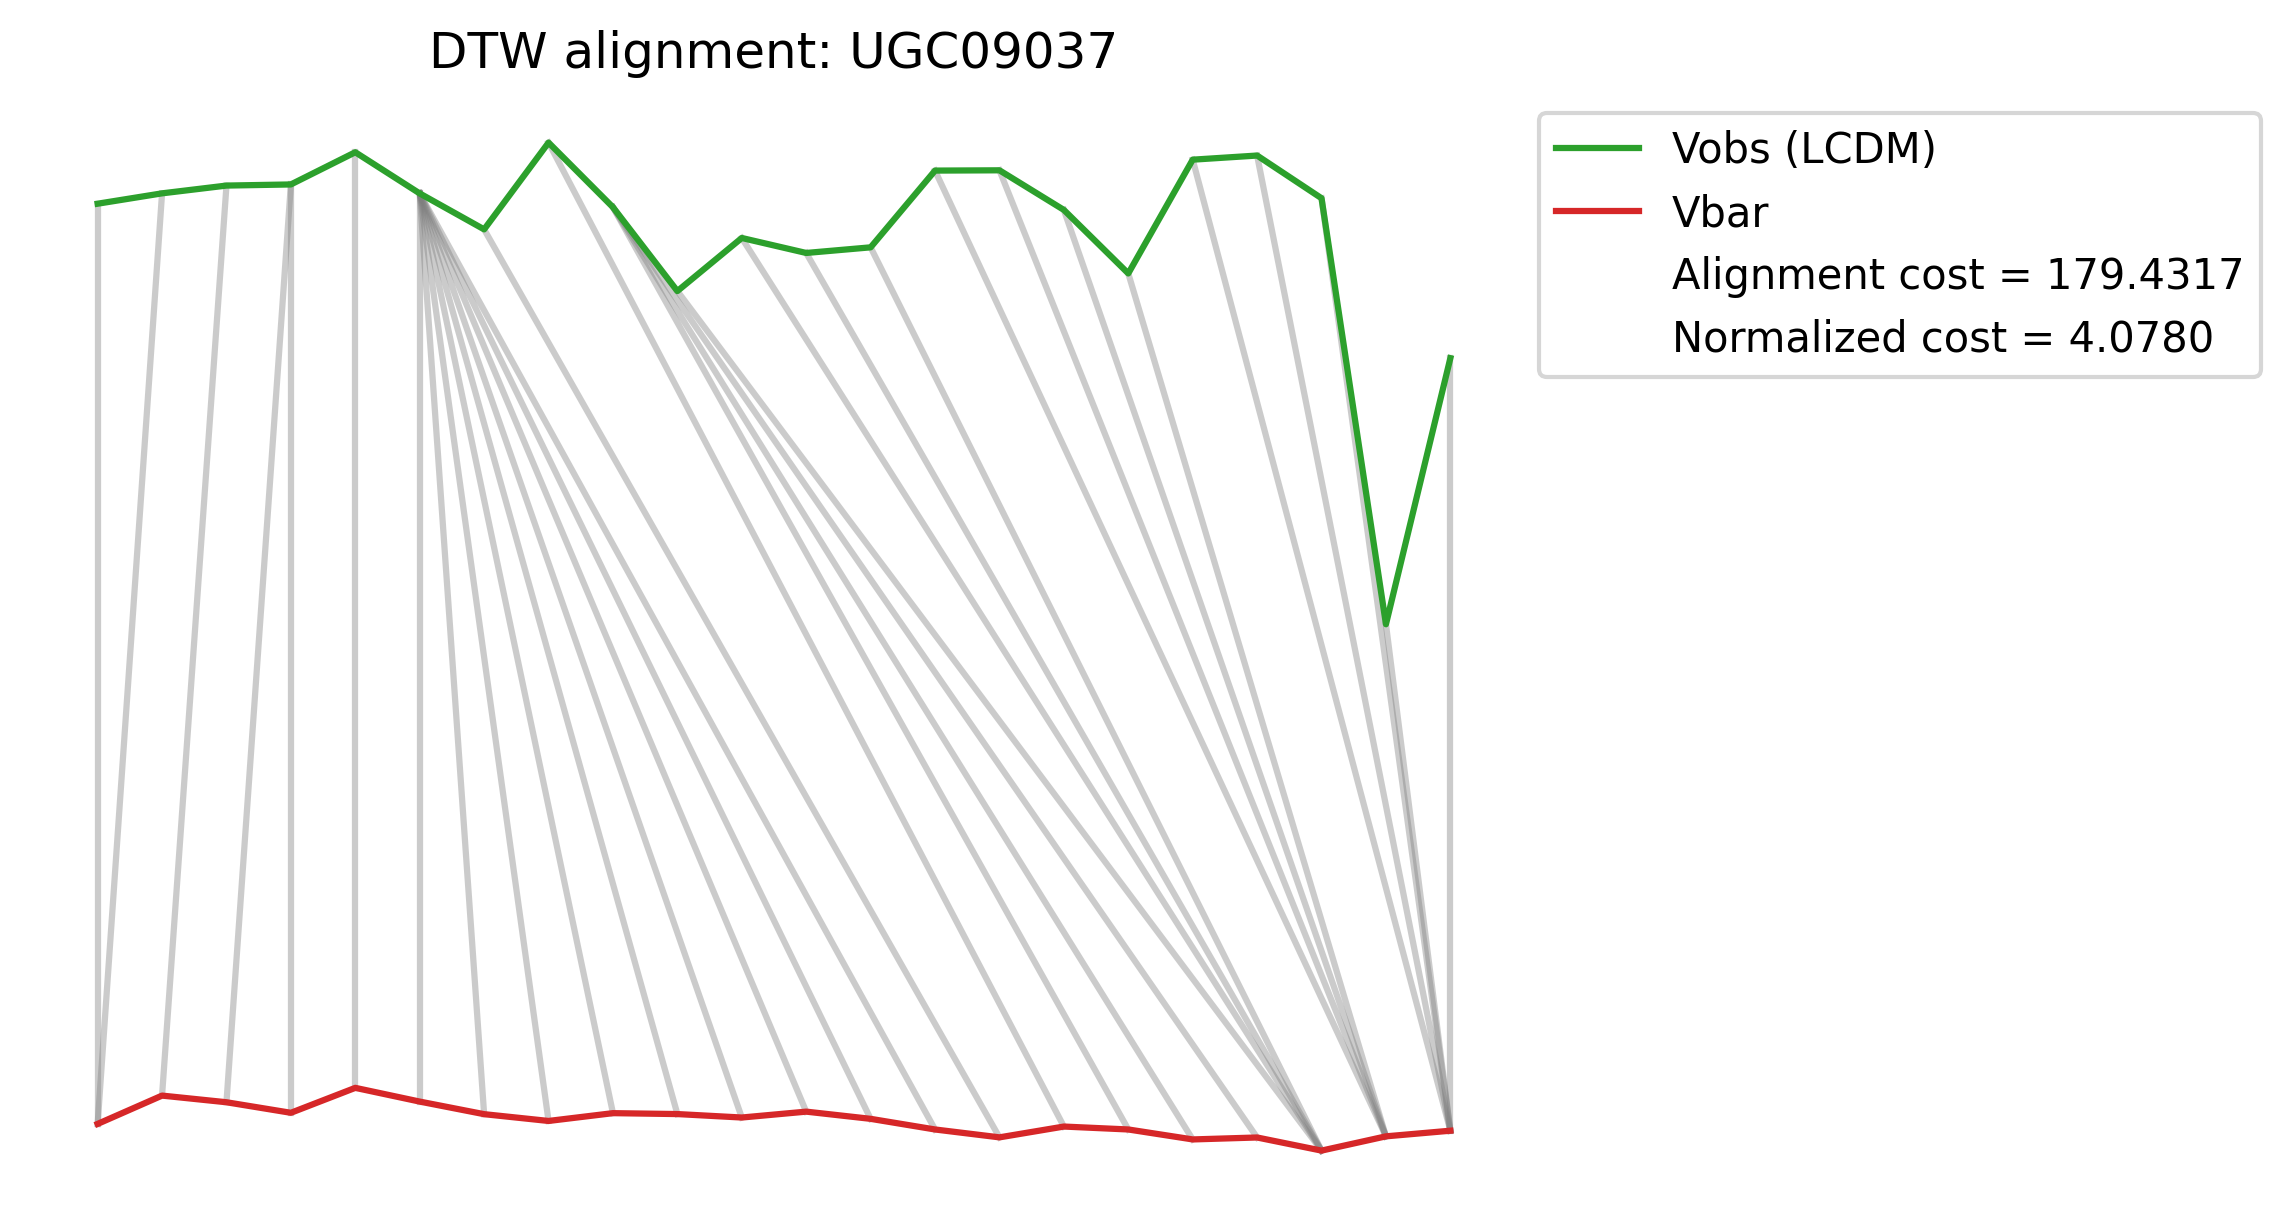 DTW alignment: UGC09037
Vobs (LCDM)
Vbar
Alignment cost = 179.4317
Normalized cost = 4.0780